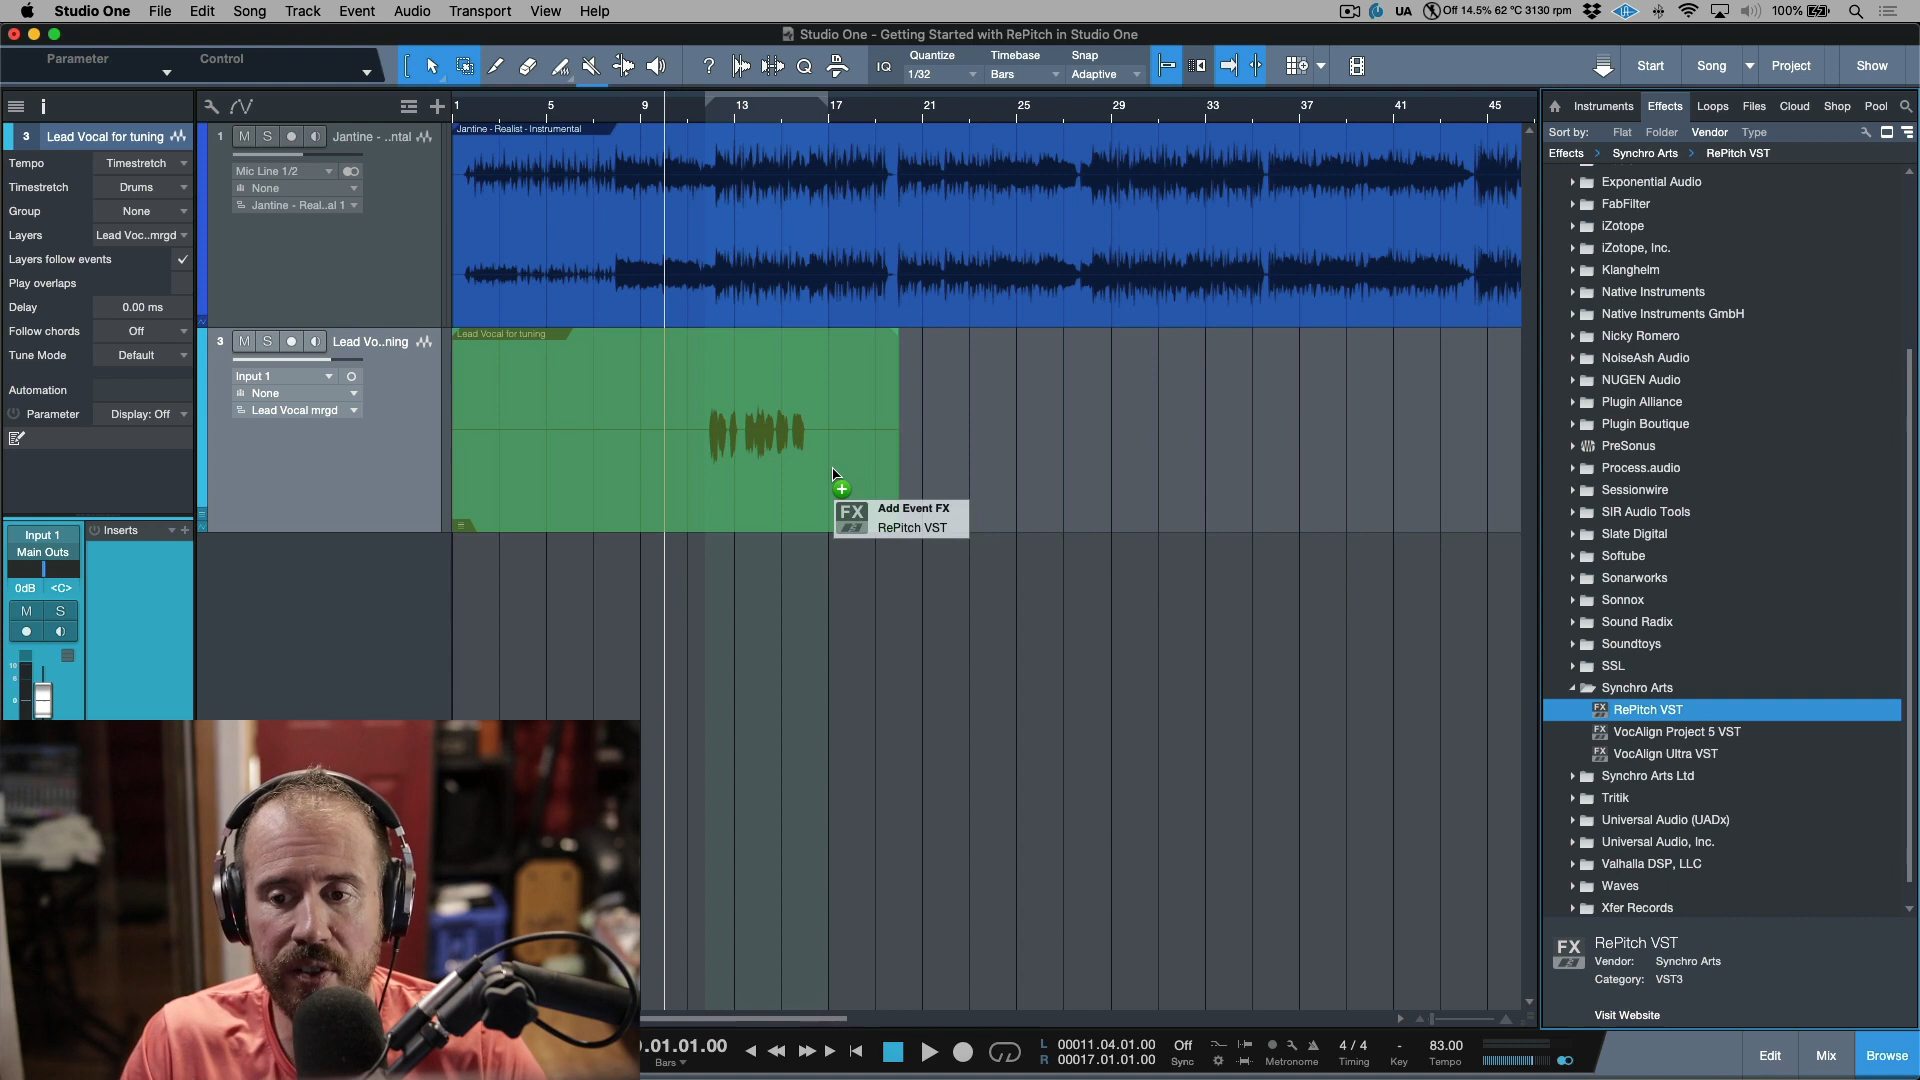 Studio One File Edit Song Track Event Audio Transport View Help
UA Off 14.5% 62 °C 3130 rpm 100%
Studio One - Getting Started with RePitch in Studio One
Parameter Control
? IQ
Quantize Timebase Snap
1/32 Bars Adaptive
Start Song Project Show
i
1 5 9 13 17 21 25 29 33 37 41 45
Instruments Effects Loops Files Cloud Shop Pool
Sort by: Flat Folder Vendor Type
Effects > Synchro Arts > RePitch VST
3 Lead Vocal for tuning
Tempo Timestretch
Timestretch Drums
Group None
Layers Lead Voc..mrgd
Layers follow events
Play overlaps
Delay 0.00 ms
Follow chords Off
Tune Mode Default
Automation
Parameter Display: Off
1 M S Jantine - ..ntal
Mic Line 1/2
None
Jantine - Real..al 1
Jantine - Realist - Instrumental
3 M S Lead Vo..ning
Input 1
None
Lead Vocal mrgd
Lead Vocal for tuning
FX Add Event FX
RePitch VST
Input 1
Main Outs
0dB <C>
M S
Inserts
Exponential Audio
FabFilter
iZotope
iZotope, Inc.
Klanghelm
Native Instruments
Native Instruments GmbH
Nicky Romero
NoiseAsh Audio
NUGEN Audio
Plugin Alliance
Plugin Boutique
PreSonus
Process.audio
Sessionwire
SIR Audio Tools
Slate Digital
Softube
Sonarworks
Sonnox
Sound Radix
Soundtoys
SSL
Synchro Arts
FX RePitch VST
FX VocAlign Project 5 VST
FX VocAlign Ultra VST
Synchro Arts Ltd
Tritik
Universal Audio (UADx)
Universal Audio, Inc.
Valhalla DSP, LLC
Waves
Xfer Records
FX RePitch VST
Vendor: Synchro Arts
Category: VST3
Visit Website
.01.01.00
Bars
L 00011.04.01.00
R 00017.01.01.00
Off
Sync
Metronome
4 / 4
Timing
-
Key
83.00
Tempo
Edit Mix Browse